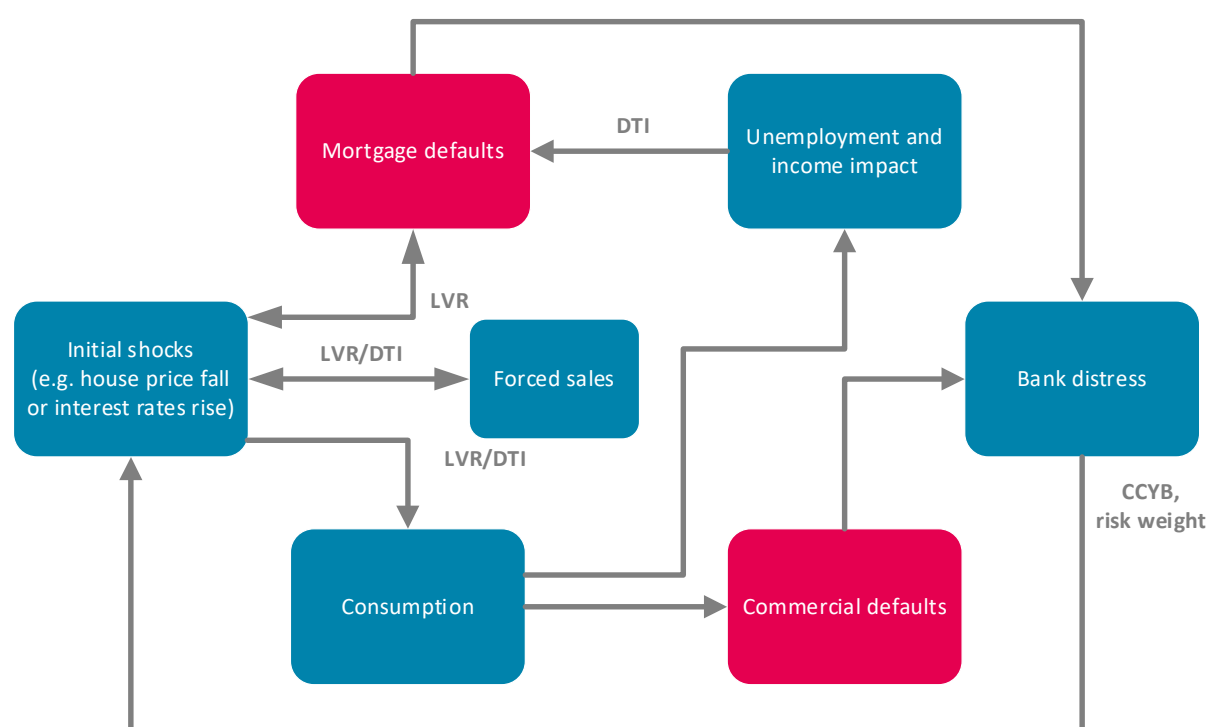 Mortgage defaults
DTI
Unemployment and
income impact
LVR
Initial shocks
(e.g. house price fall
or interest rates rise)
LVR/DTI
Forced sales
Bank distress
LVR/DTI
CCYB,
risk weight
Consumption
Commercial defaults